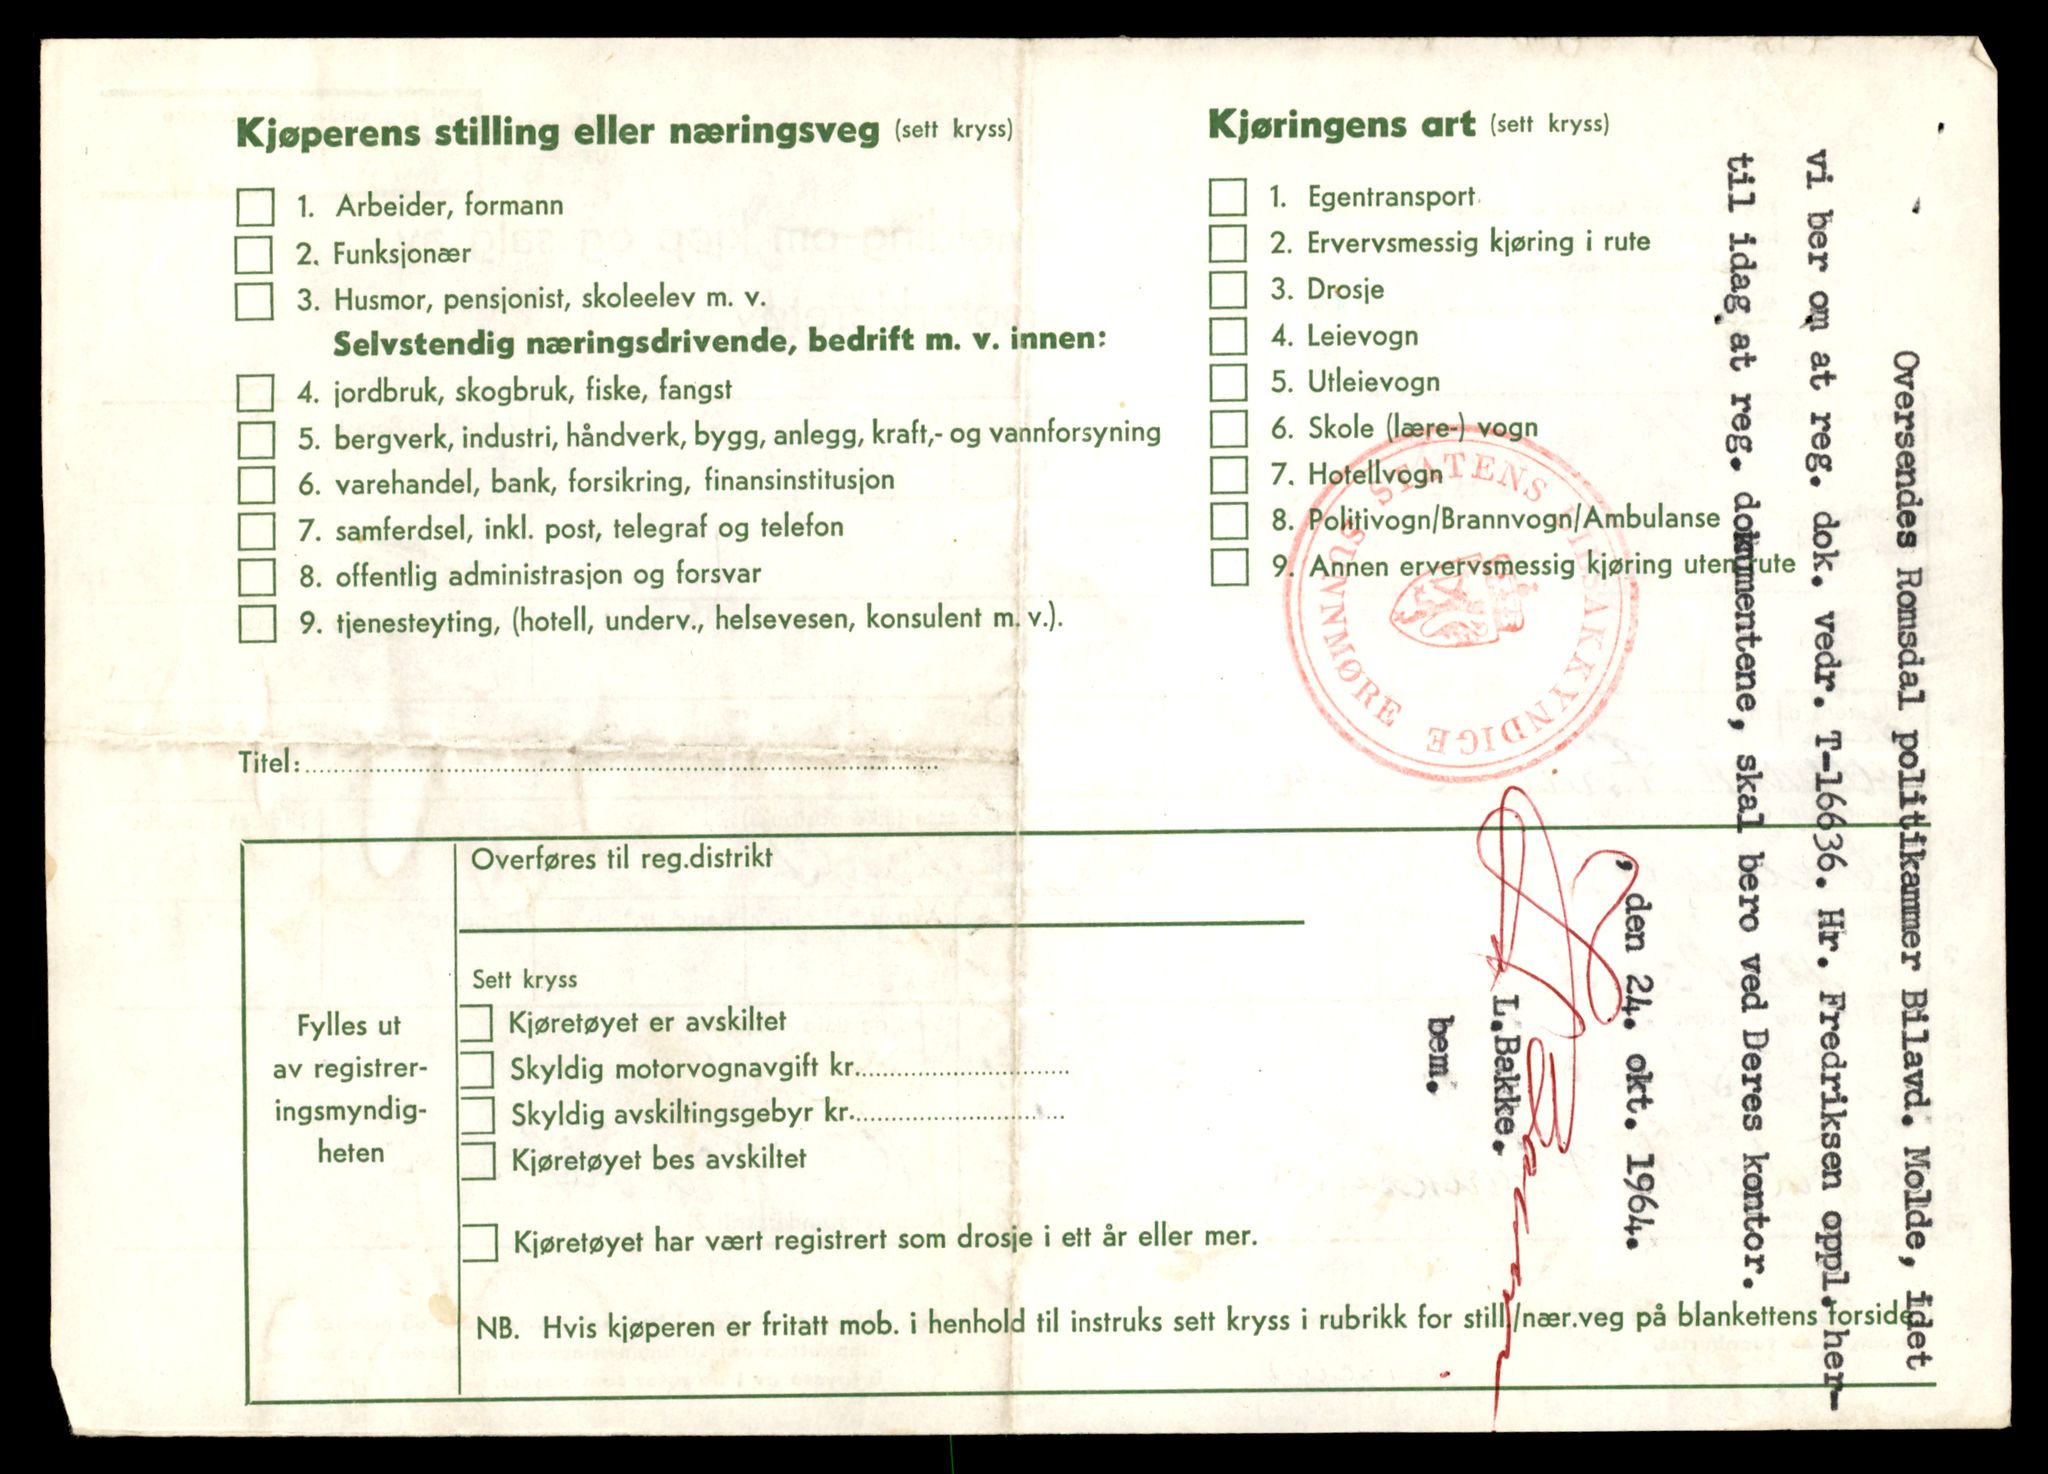 Kjøperens stilling eller næringsveg (sett kryss)
1. Arbeider, formann
2. Funksjonær
3. Husmor, pensjonist, skoleelev m. v.
Selvstendig næringsdrivende, bedrift m. v. innen:
4. jordbruk, skogbruk, fiske, fangst
5. bergverk, industri, håndverk, bygg, anlegg, kraft,- og vannforsyning
6. varehandel, bank, forsikring, finansinstitusjon
7. samferdsel, inkl. post, telegraf og telefon
8. offentlig administrasjon og forsvar
9. tjenesteyting, (hotell, underv., helsevesen, konsulent m. v.).
Titel:
Kjøringens art (sett kryss)
1. Egentransport
2. Ervervsmessig kjøring i rute
3. Drosje
4. Leievogn
5. Utleievogn
6. Skole (lære-) vogn
7. Hotellvogn
8. Politivogn/Brannvogn/Ambulanse
9. Annen ervervsmessig kjøring uten rute
STATENS BILSAKKYNDIGE
KRISTIANSUND NORDMØRE
Overføres til reg.distrikt
Fylles ut
av registrer-
ingsmyndig-
heten
Sett kryss
Kjøretøyet er avskiltet
Skyldig motorvognavgift kr.
Skyldig avskiltingsgebyr kr.
Kjøretøyet bes avskiltet
Kjøretøyet har vært registrert som drosje i ett år eller mer.
NB. Hvis kjøperen er fritatt mob. i henhold til instruks sett kryss i rubrikk for still./nær.veg på blankettens forside.
Oversendes Romsdal politikammer Bilavd. Molde, idet
vi ber om at reg. dok. vedr. T-16636. Hr. Fredriksen oppl. her-
til idag at reg. dokumentene, skal bero ved Deres kontor.
, den 24. okt. 1964.
L.Bakke.
bem.